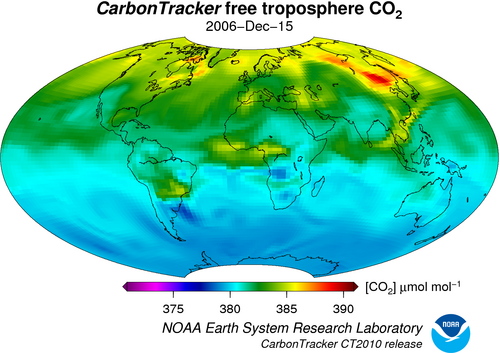 CarbonTracker free troposphere CO₂
2006−Dec−15
375 380 385 390 [CO₂] μmol mol⁻¹
NOAA Earth System Research Laboratory
CarbonTracker CT2010 release
NOAA